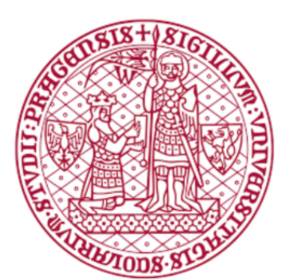 + SIGILLVM : VNIVERSITATIS · SCOLARIVM · STVDII : PRAGENSIS
W